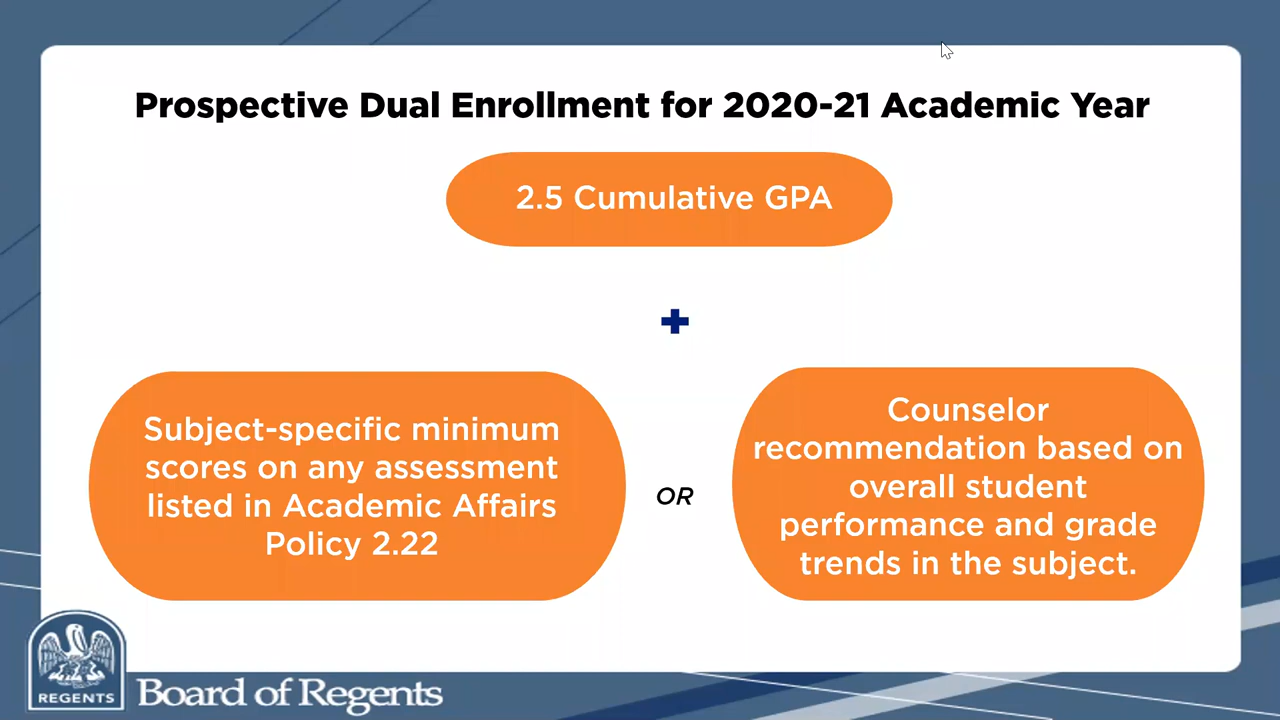 Prospective Dual Enrollment for 2020-21 Academic Year
2.5 Cumulative GPA
+
Subject-specific minimum
scores on any assessment
listed in Academic Affairs
Policy 2.22
OR
Counselor
recommendation based on
overall student
performance and grade
trends in the subject.
REGENTS
Board of Regents